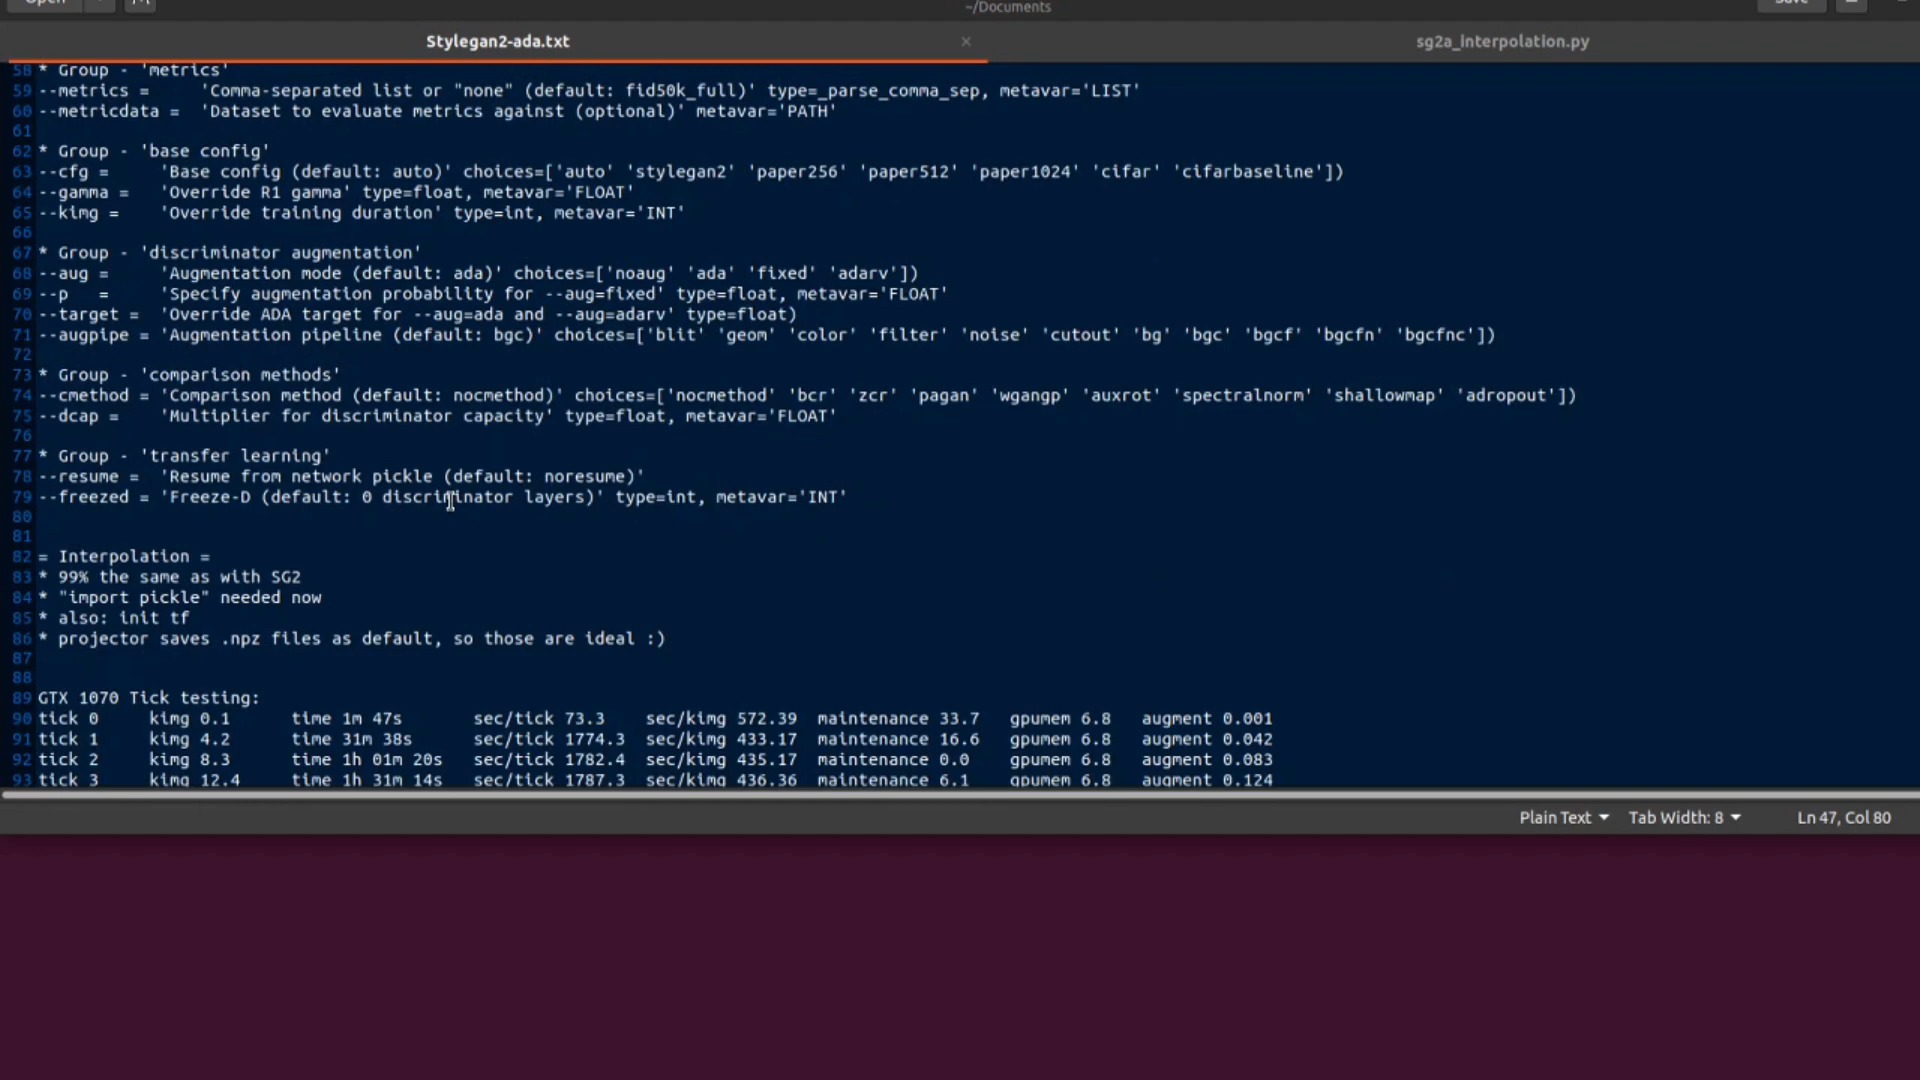 Open
~/Documents
Save
Stylegan2-ada.txt × sg2a_interpolation.py
58 * Group - 'metrics'
59 --metrics = 'Comma-separated list or "none" (default: fid50k_full)' type=_parse_comma_sep, metavar='LIST'
60 --metricdata = 'Dataset to evaluate metrics against (optional)' metavar='PATH'
61
62 * Group - 'base config'
63 --cfg = 'Base config (default: auto)' choices=['auto' 'stylegan2' 'paper256' 'paper512' 'paper1024' 'cifar' 'cifarbaseline'])
64 --gamma = 'Override R1 gamma' type=float, metavar='FLOAT'
65 --kimg = 'Override training duration' type=int, metavar='INT'
66
67 * Group - 'discriminator augmentation'
68 --aug = 'Augmentation mode (default: ada)' choices=['noaug' 'ada' 'fixed' 'adarv'])
69 --p = 'Specify augmentation probability for --aug=fixed' type=float, metavar='FLOAT'
70 --target = 'Override ADA target for --aug=ada and --aug=adarv' type=float)
71 --augpipe = 'Augmentation pipeline (default: bgc)' choices=['blit' 'geom' 'color' 'filter' 'noise' 'cutout' 'bg' 'bgc' 'bgcf' 'bgcfn' 'bgcfnc'])
72
73 * Group - 'comparison methods'
74 --cmethod = 'Comparison method (default: nocmethod)' choices=['nocmethod' 'bcr' 'zcr' 'pagan' 'wgangp' 'auxrot' 'spectralnorm' 'shallowmap' 'adropout'])
75 --dcap = 'Multiplier for discriminator capacity' type=float, metavar='FLOAT'
76
77 * Group - 'transfer learning'
78 --resume = 'Resume from network pickle (default: noresume)'
79 --freezed = 'Freeze-D (default: 0 discriminator layers)' type=int, metavar='INT'
80
81
82 = Interpolation =
83 * 99% the same as with SG2
84 * "import pickle" needed now
85 * also: init tf
86 * projector saves .npz files as default, so those are ideal :)
87
88
89 GTX 1070 Tick testing:
90 tick 0 kimg 0.1 time 1m 47s sec/tick 73.3 sec/kimg 572.39 maintenance 33.7 gpumem 6.8 augment 0.001
91 tick 1 kimg 4.2 time 31m 38s sec/tick 1774.3 sec/kimg 433.17 maintenance 16.6 gpumem 6.8 augment 0.042
92 tick 2 kimg 8.3 time 1h 01m 20s sec/tick 1782.4 sec/kimg 435.17 maintenance 0.0 gpumem 6.8 augment 0.083
93 tick 3 kimg 12.4 time 1h 31m 14s sec/tick 1787.3 sec/kimg 436.36 maintenance 6.1 gpumem 6.8 augment 0.124
Plain Text Tab Width: 8 Ln 47, Col 80